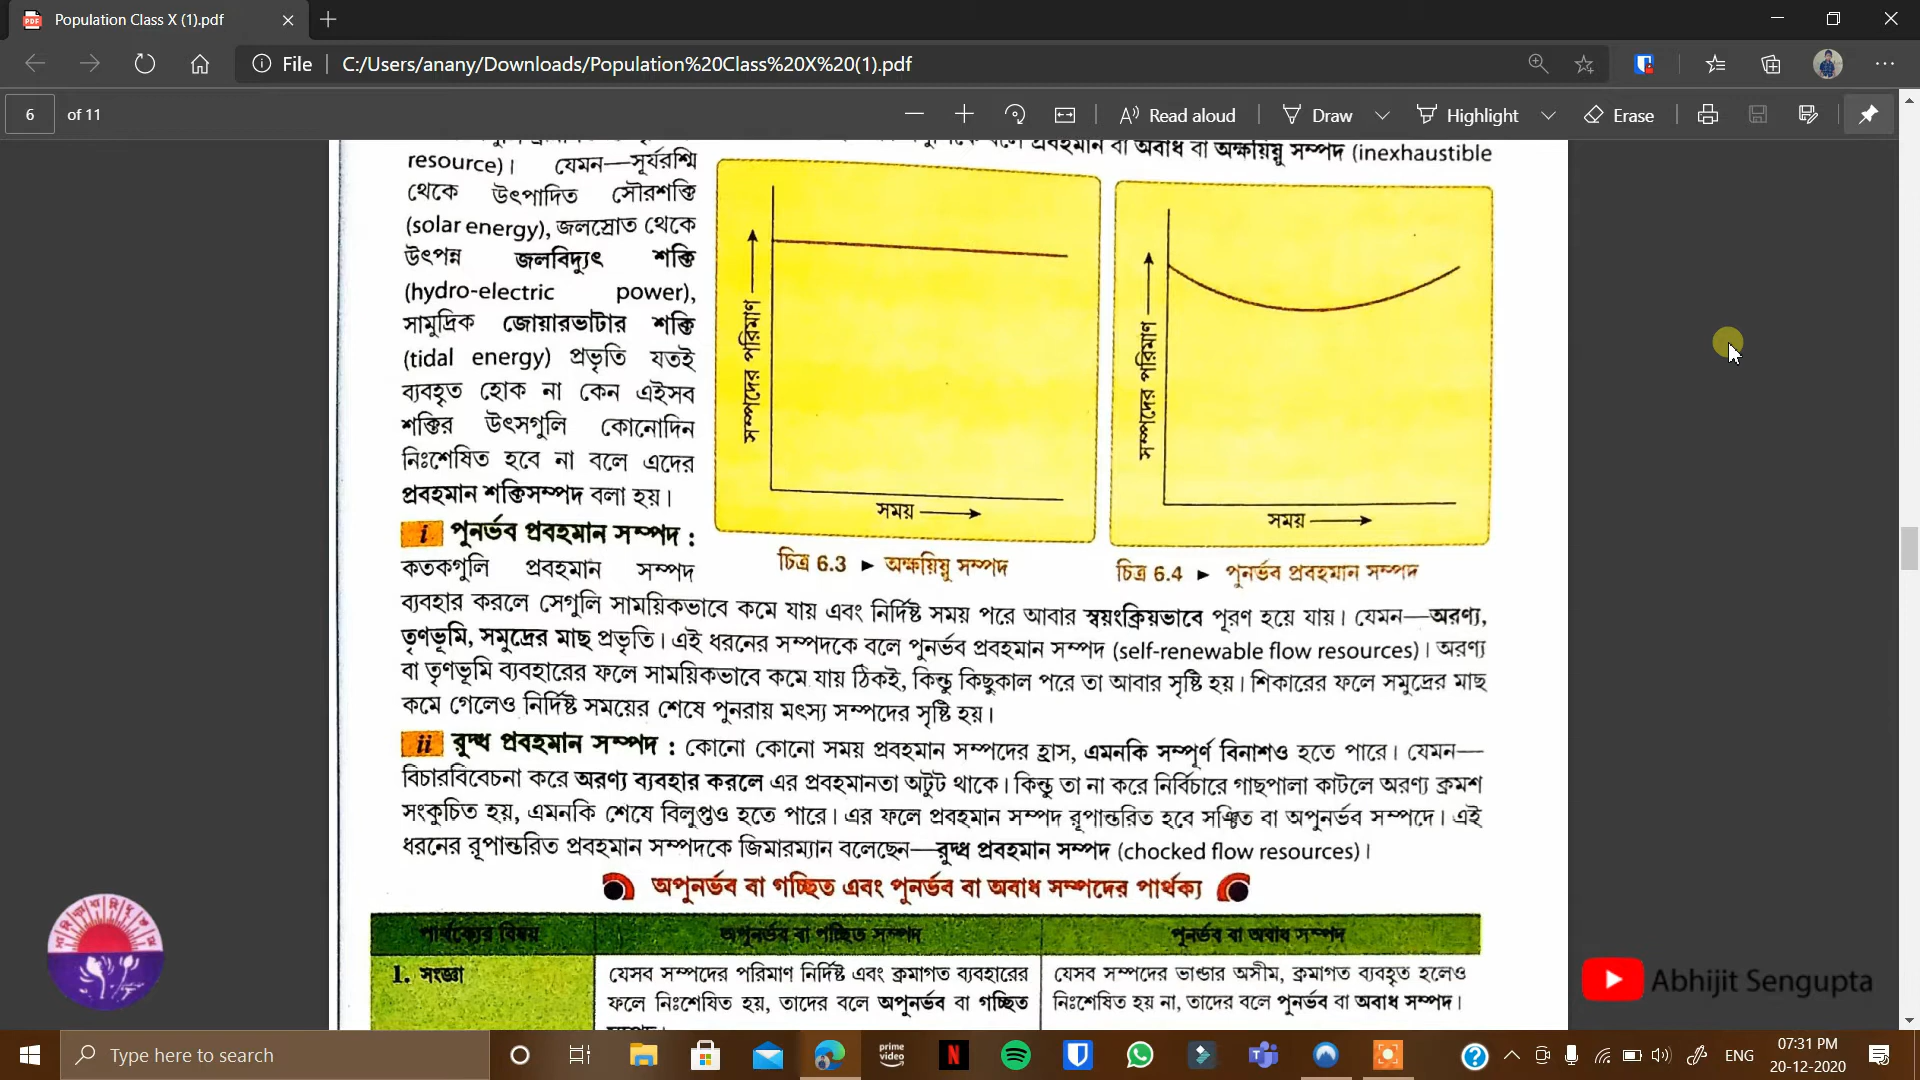 Population Class X (1).pdf
File
C:/Users/anany/Downloads/Population%20Class%20X%20(1).pdf
6
of 11
Read aloud
Draw
Highlight
Erase
প্রবহমান বা অবাধ বা অক্ষয়িষ্ণু সম্পদ (inexhaustible
resource)। যেমন—সূর্যরশ্মি
থেকে উৎপাদিত সৌরশক্তি
(solar energy), জলস্রোত থেকে
উৎপন্ন জলবিদ্যুৎ শক্তি
(hydro-electric power),
সামুদ্রিক জোয়ারভাটার শক্তি
(tidal energy) প্রভৃতি যতই
ব্যবহৃত হোক না কেন এইসব
শক্তির উৎসগুলি কোনোদিন
নিঃশেষিত হবে না বলে এদের
প্রবহমান শক্তিসম্পদ বলা হয়।
সম্পদের পরিমাণ
সময়
চিত্র 6.3 ► অক্ষয়িষ্ণু সম্পদ
সম্পদের পরিমাণ
সময়
চিত্র 6.4 ► পুনর্ভব প্রবহমান সম্পদ
i পুনর্ভব প্রবহমান সম্পদ :
কতকগুলি প্রবহমান সম্পদ
ব্যবহার করলে সেগুলি সাময়িকভাবে কমে যায় এবং নির্দিষ্ট সময় পরে আবার স্বয়ংক্রিয়ভাবে পূরণ হয়ে যায়। যেমন—অরণ্য,
তৃণভূমি, সমুদ্রের মাছ প্রভৃতি। এই ধরনের সম্পদকে বলে পুনর্ভব প্রবহমান সম্পদ (self-renewable flow resources)। অরণ্য
বা তৃণভূমি ব্যবহারের ফলে সাময়িকভাবে কমে যায় ঠিকই, কিন্তু কিছুকাল পরে তা আবার সৃষ্টি হয়। শিকারের ফলে সমুদ্রের মাছ
কমে গেলেও নির্দিষ্ট সময়ের শেষে পুনরায় মৎস্য সম্পদের সৃষ্টি হয়।
ii রুদ্ধ প্রবহমান সম্পদ : কোনো কোনো সময় প্রবহমান সম্পদের হ্রাস, এমনকি সম্পূর্ণ বিনাশও হতে পারে। যেমন—
বিচারবিবেচনা করে অরণ্য ব্যবহার করলে এর প্রবহমানতা অটুট থাকে। কিন্তু তা না করে নির্বিচারে গাছপালা কাটলে অরণ্য ক্রমশ
সংকুচিত হয়, এমনকি শেষে বিলুপ্তও হতে পারে। এর ফলে প্রবহমান সম্পদ রূপান্তরিত হবে সঞ্চিত বা অপুনর্ভব সম্পদে। এই
ধরনের রূপান্তরিত প্রবহমান সম্পদকে জিমারম্যান বলেছেন—রুদ্ধ প্রবহমান সম্পদ (chocked flow resources)।
অপুনর্ভব বা গচ্ছিত এবং পুনর্ভব বা অবাধ সম্পদের পার্থক্য
পার্থক্যের বিষয় অপুনর্ভব বা গচ্ছিত সম্পদ পুনর্ভব বা অবাধ সম্পদ
1. সংজ্ঞা যেসব সম্পদের পরিমাণ নির্দিষ্ট এবং ক্রমাগত ব্যবহারের যেসব সম্পদের ভাণ্ডার অসীম, ক্রমাগত ব্যবহৃত হলেও
ফলে নিঃশেষিত হয়, তাদের বলে অপুনর্ভব বা গচ্ছিত নিঃশেষিত হয় না, তাদের বলে পুনর্ভব বা অবাধ সম্পদ।
Abhijit Sengupta
Type here to search
prime video
N
ENG
07:31 PM
20-12-2020